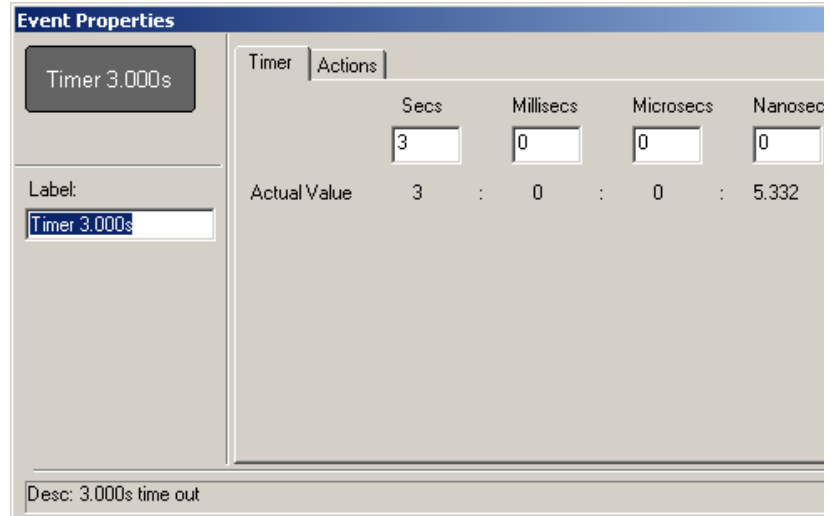 Event Properties
Timer 3.000s
Label:
Timer 3.000s
Timer Actions
Secs Millisecs Microsecs Nanosec
3 0 0 0
Actual Value 3 : 0 : 0 : 5.332
Desc: 3.000s time out